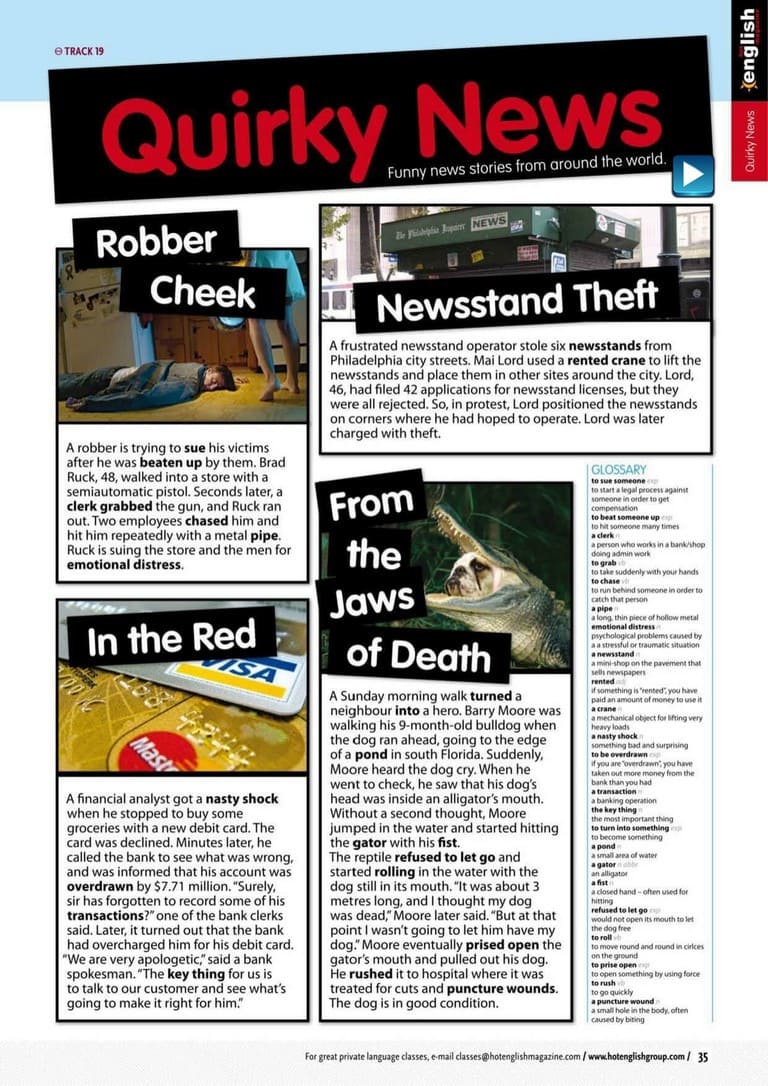 TRACK 19
english
Quirky News
Quirky News
Funny news stories from around the world.
Robber
Cheek
A robber is trying to sue his victims
after he was beaten up by them. Brad
Ruck, 48, walked into a store with a
semiautomatic pistol. Seconds later, a
clerk grabbed the gun, and Ruck ran
out. Two employees chased him and
hit him repeatedly with a metal pipe.
Ruck is suing the store and the men for
emotional distress.
The Philadelphia Inquirer
NEWS
Newsstand Theft
A frustrated newsstand operator stole six newsstands from
Philadelphia city streets. Mai Lord used a rented crane to lift the
newsstands and place them in other sites around the city. Lord,
46, had filed 42 applications for newsstand licenses, but they
were all rejected. So, in protest, Lord positioned the newsstands
on corners where he had hoped to operate. Lord was later
charged with theft.
In the Red
VISA
Maste
A financial analyst got a nasty shock
when he stopped to buy some
groceries with a new debit card. The
card was declined. Minutes later, he
called the bank to see what was wrong,
and was informed that his account was
overdrawn by $7.71 million. “Surely,
sir has forgotten to record some of his
transactions?” one of the bank clerks
said. Later, it turned out that the bank
had overcharged him for his debit card.
“We are very apologetic,” said a bank
spokesman. “The key thing for us is
to talk to our customer and see what’s
going to make it right for him.”
From
the
Jaws
of Death
A Sunday morning walk turned a
neighbour into a hero. Barry Moore was
walking his 9-month-old bulldog when
the dog ran ahead, going to the edge
of a pond in south Florida. Suddenly,
Moore heard the dog cry. When he
went to check, he saw that his dog’s
head was inside an alligator’s mouth.
Without a second thought, Moore
jumped in the water and started hitting
the gator with his fist.
The reptile refused to let go and
started rolling in the water with the
dog still in its mouth. “It was about 3
metres long, and I thought my dog
was dead,” Moore later said. “But at that
point I wasn’t going to let him have my
dog.” Moore eventually prised open the
gator’s mouth and pulled out his dog.
He rushed it to hospital where it was
treated for cuts and puncture wounds.
The dog is in good condition.
GLOSSARY
to sue someone exp
to start a legal process against
someone in order to get
compensation
to beat someone up exp
to hit someone many times
a clerk n
a person who works in a bank/shop
doing admin work
to grab vb
to take suddenly with your hands
to chase vb
to run behind someone in order to
catch that person
a pipe n
a long, thin piece of hollow metal
emotional distress n
psychological problems caused by
a a stressful or traumatic situation
a newsstand n
a mini-shop on the pavement that
sells newspapers
rented adj
if something is “rented”, you have
paid an amount of money to use it
a crane n
a mechanical object for lifting very
heavy loads
a nasty shock n
something bad and surprising
to be overdrawn exp
if you are “overdrawn”, you have
taken out more money from the
bank than you had
a transaction n
a banking operation
the key thing n
the most important thing
to turn into something exp
to become something
a pond n
a small area of water
a gator n abbr
an alligator
a fist n
a closed hand – often used for
hitting
refused to let go exp
would not open its mouth to let
the dog free
to roll vb
to move round and round in cirlces
on the ground
to prise open exp
to open something by using force
to rush vb
to go quickly
a puncture wound n
a small hole in the body, often
caused by biting
For great private language classes, e-mail classes@hotenglishmagazine.com / www.hotenglishgroup.com / 35